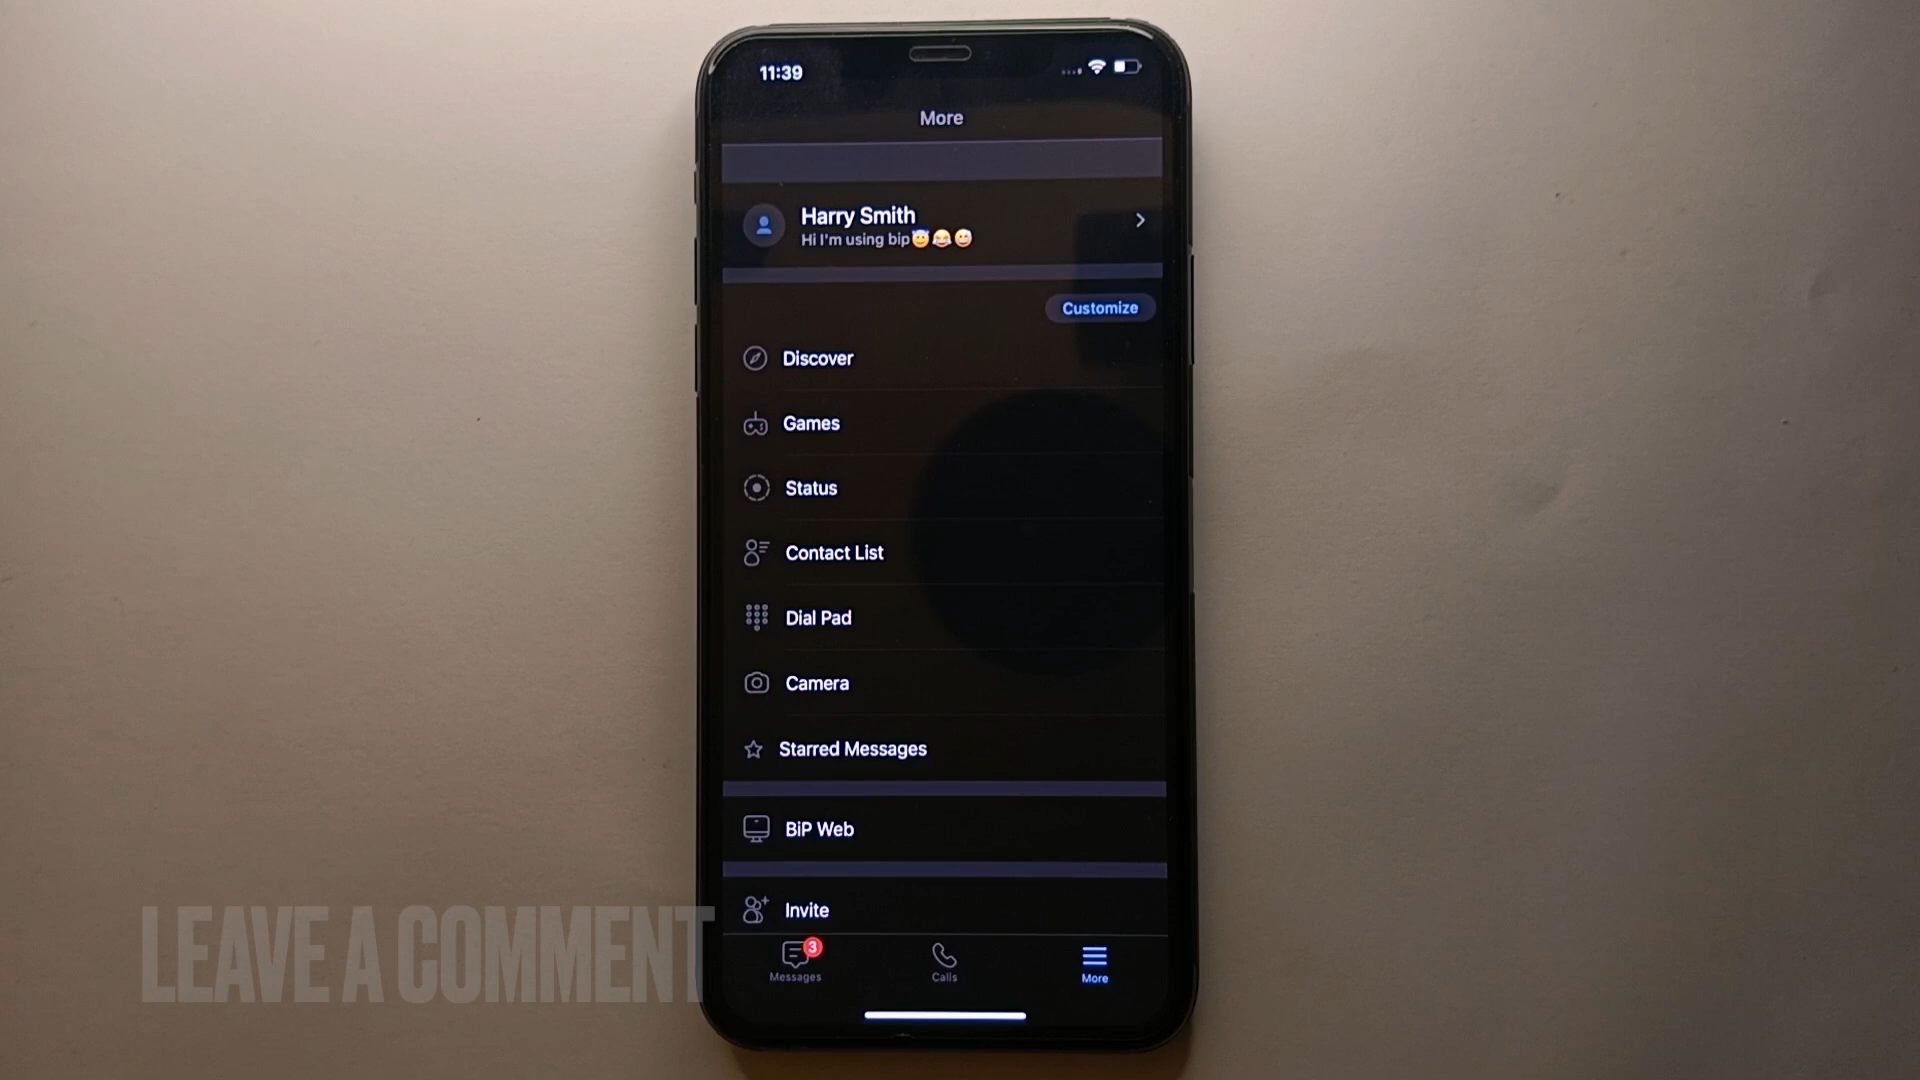 11:39
More
Harry Smith
Hi I'm using bip😇😂😅
Customize
Discover
Games
Status
Contact List
Dial Pad
Camera
Starred Messages
BiP Web
Invite
3
Messages
Calls
More
LEAVE A COMMENT